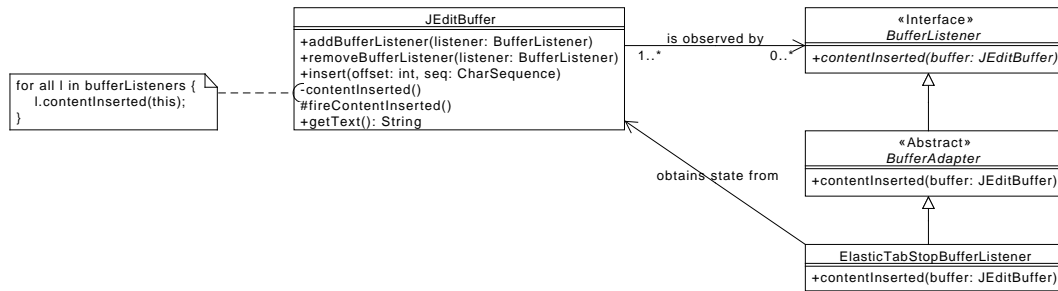 JEditBuffer
+addBufferListener(listener: BufferListener)
+removeBufferListener(listener: BufferListener)
+insert(offset: int, seq: CharSequence)
-contentInserted()
#fireContentInserted()
+getText(): String
for all l in bufferListeners {
l.contentInserted(this);
}
is observed by
1..*
0..*
«Interface»
BufferListener
+contentInserted(buffer: JEditBuffer)
«Abstract»
BufferAdapter
+contentInserted(buffer: JEditBuffer)
obtains state from
ElasticTabStopBufferListener
+contentInserted(buffer: JEditBuffer)